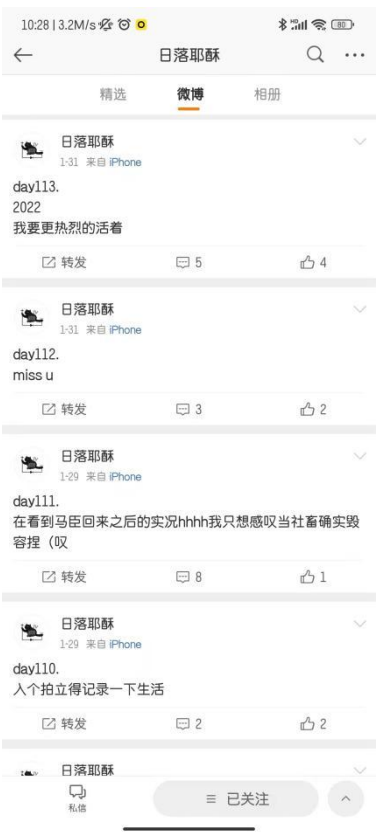 10:28 | 3.2M/s
80
日落耶酥
精选 微博 相册
日落耶酥
1-31 来自 iPhone
day113.
2022
我要更热烈的活着
转发 5 4
日落耶酥
1-31 来自 iPhone
day112.
miss u
转发 3 2
日落耶酥
1-29 来自 iPhone
day111.
在看到马臣回来之后的实况hhhh我只想感叹当社畜确实毁
容捏（叹
转发 8 1
日落耶酥
1-29 来自 iPhone
day110.
入个拍立得记录一下生活
转发 2 2
日落耶酥
私信
已关注